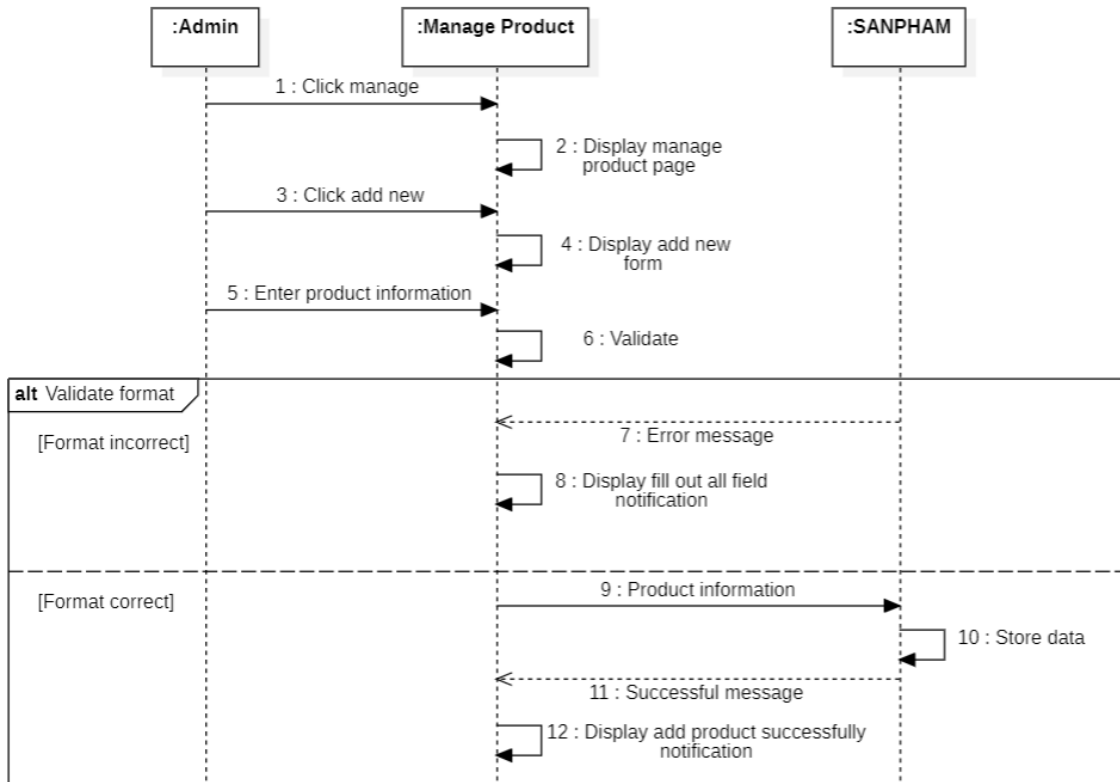 :Admin
:Manage Product
:SANPHAM
1 : Click manage
2 : Display manage
product page
3 : Click add new
4 : Display add new
form
5 : Enter product information
6 : Validate
alt Validate format
7 : Error message
[Format incorrect]
8 : Display fill out all field
notification
9 : Product information
[Format correct]
10 : Store data
11 : Successful message
12 : Display add product successfully
notification